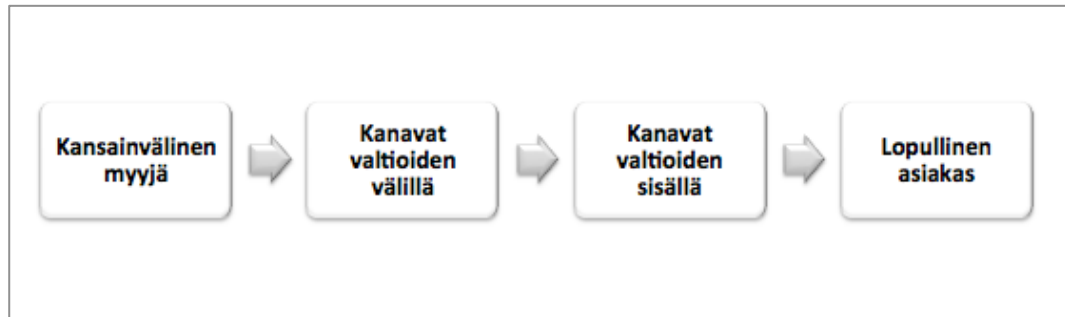 Kansainvälinen
myyjä
Kanavat
valtioiden
välillä
Kanavat
valtioiden
sisällä
Lopullinen
asiakas